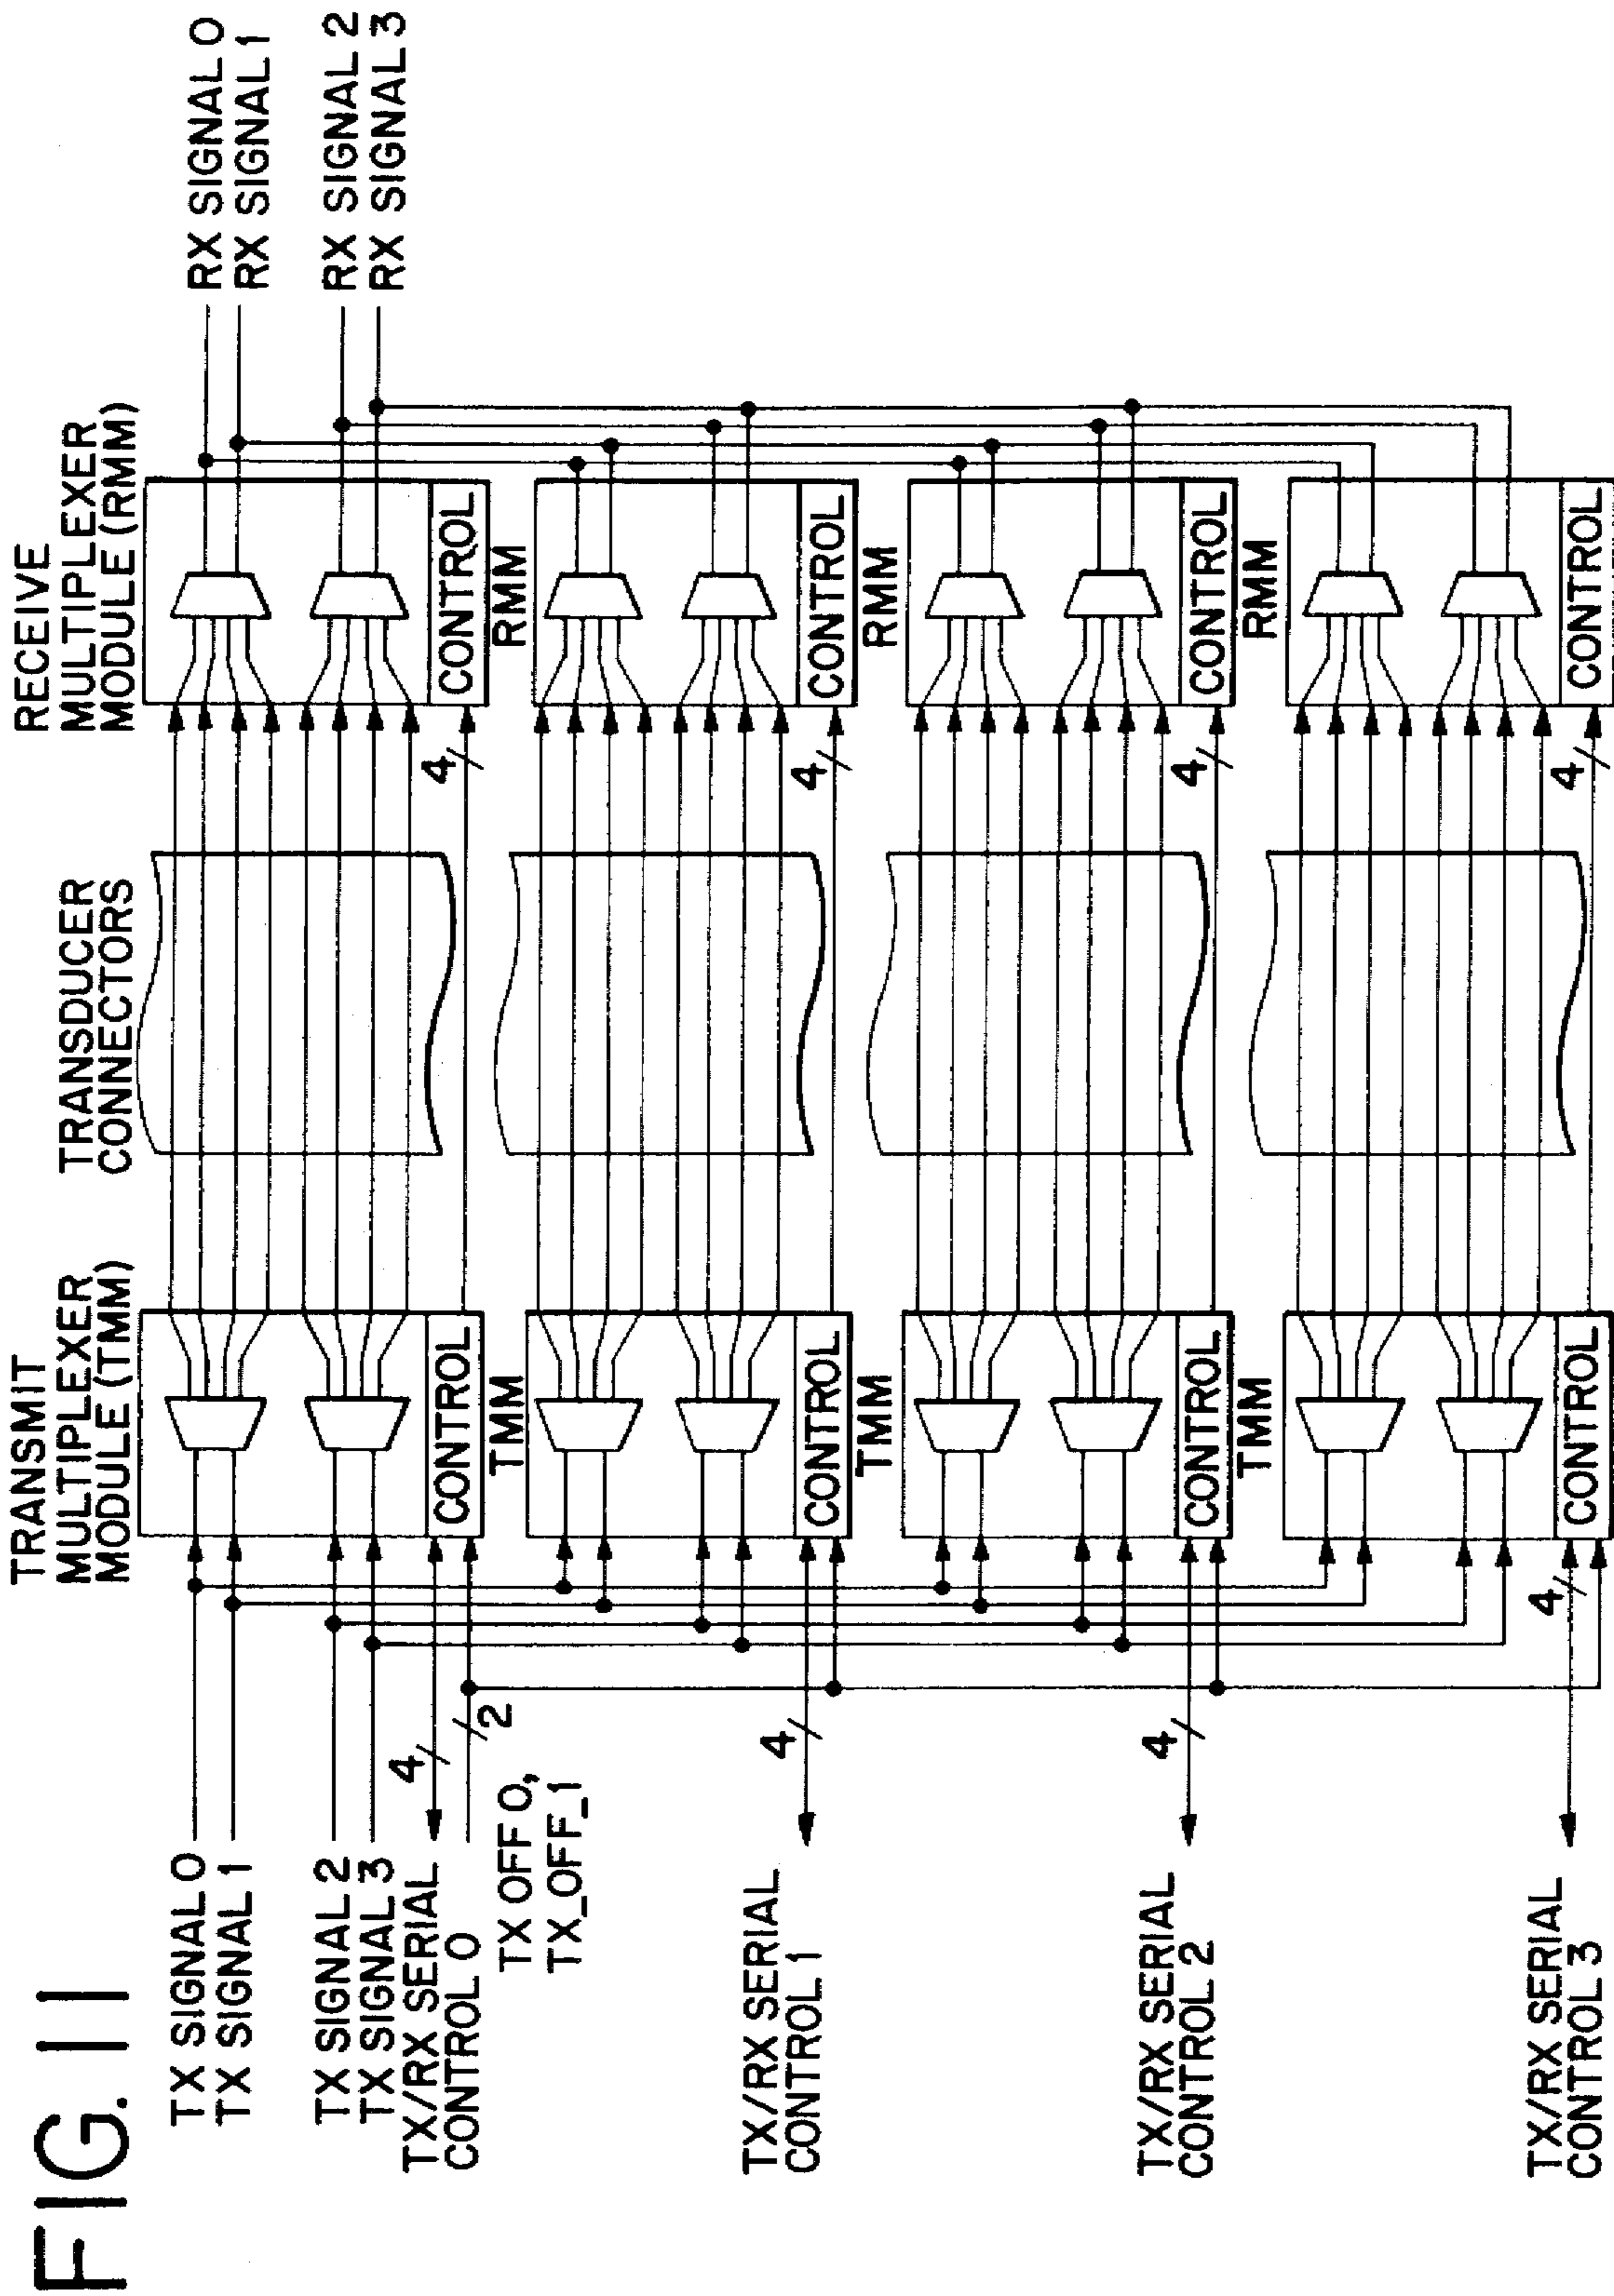 FIG. 11
TRANSMIT
MULTIPLEXER
MODULE (TMM)
TRANSDUCER
CONNECTORS
RECEIVE
MULTIPLEXER
MODULE (RMM)
TX SIGNAL 0
TX SIGNAL 1
TX SIGNAL 2
TX SIGNAL 3
TX/RX SERIAL
CONTROL 0
4
2
TX OFF 0,
TX_OFF_1
CONTROL
4
CONTROL
RX SIGNAL 0
RX SIGNAL 1
RX SIGNAL 2
RX SIGNAL 3
TMM
RMM
TX/RX SERIAL
CONTROL 1
4
CONTROL
4
CONTROL
TMM
RMM
TX/RX SERIAL
CONTROL 2
4
CONTROL
4
CONTROL
TMM
RMM
TX/RX SERIAL
CONTROL 3
4
CONTROL
4
CONTROL